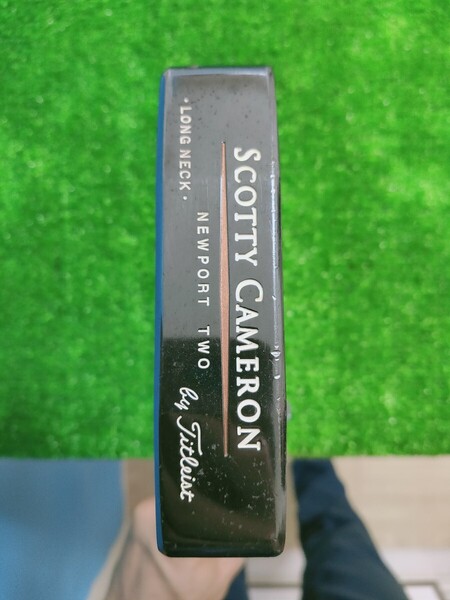 SCOTTY CAMERON
NEWPORT TWO
by Titleist
• LONG NECK •